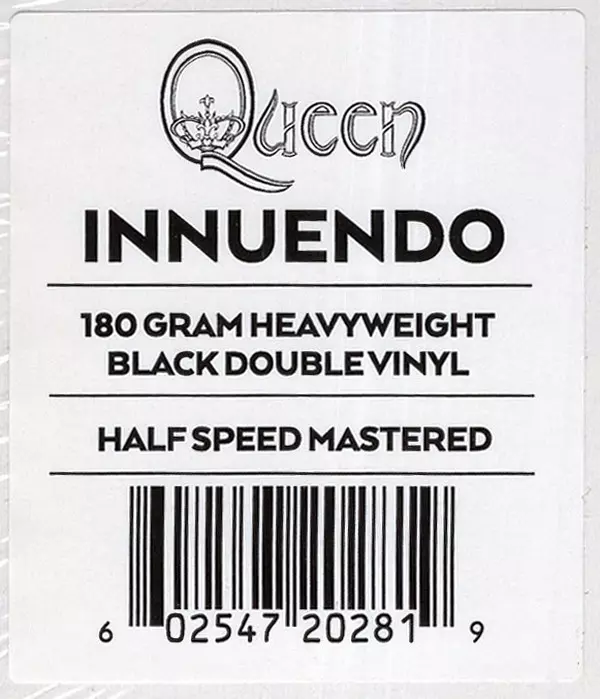 Queen
INNUENDO
180 GRAM HEAVYWEIGHT
BLACK DOUBLE VINYL
HALF SPEED MASTERED
6 02547 20281 9